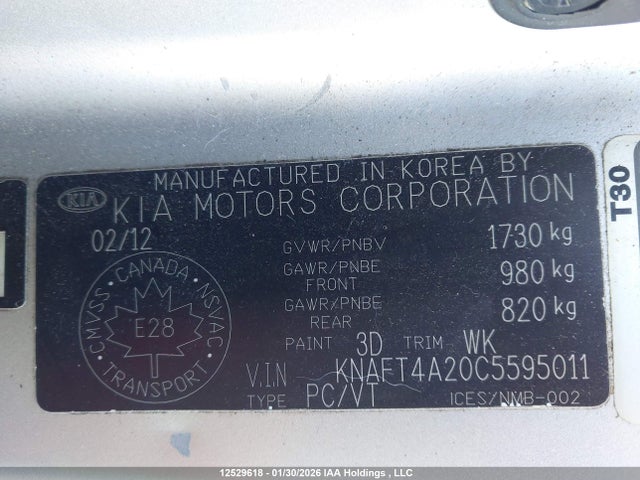 MANUFACTURED IN KOREA BY
KIA KIA MOTORS CORPORATION
02/12
GVWR/PNBV 1730 kg
GAWR/PNBE FRONT 980 kg
GAWR/PNBE REAR 820 kg
PAINT 3D TRIM WK
V.I.N KNAFT4A20C5595011
TYPE PC/VT ICES/NMB-002
CANADA
CMVSS NSVAC
E28
TRANSPORT
T30
12529618 - 01/30/2026 IAA Holdings , LLC